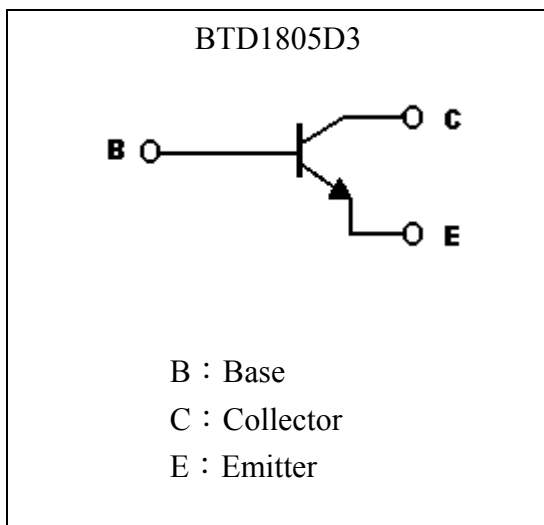 BTD1805D3
C
B
E
B：Base
C：Collector
E：Emitter